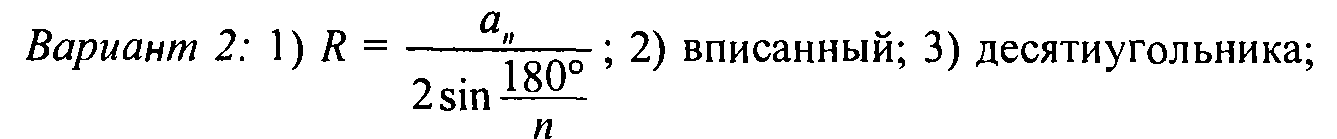 Вариант 2: 1) R = aₙ / (2 sin 180°/n); 2) вписанный; 3) десятиугольника;